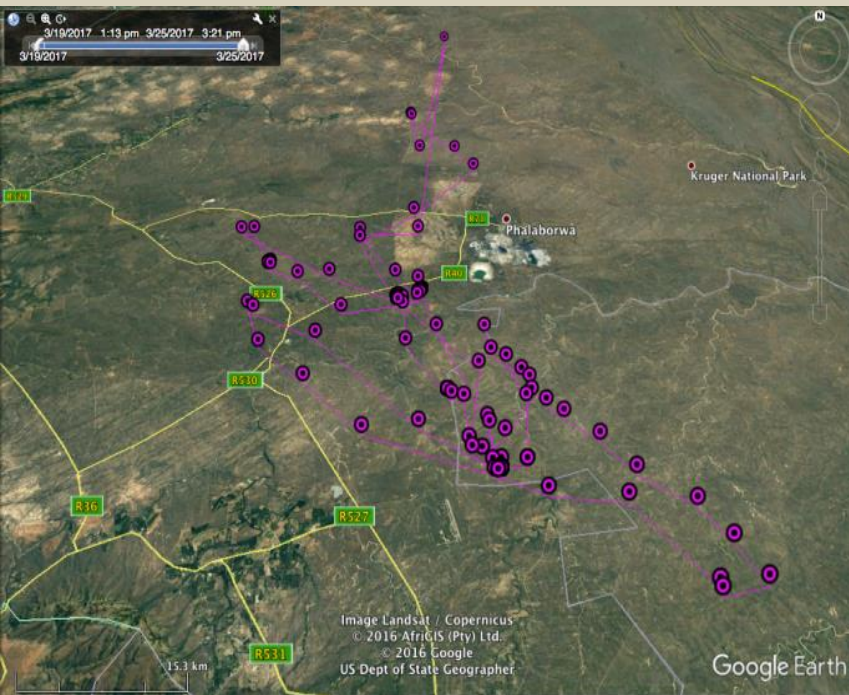 3/19/2017 1:13 pm 3/25/2017 3:21 pm
3/19/2017 3/25/2017
N
Kruger National Park
R529
R71
Phalaborwa
R40
R526
R530
R36
R527
R531
Image Landsat / Copernicus
© 2016 AfriGIS (Pty) Ltd.
© 2016 Google
US Dept of State Geographer
15.3 km
Google Earth